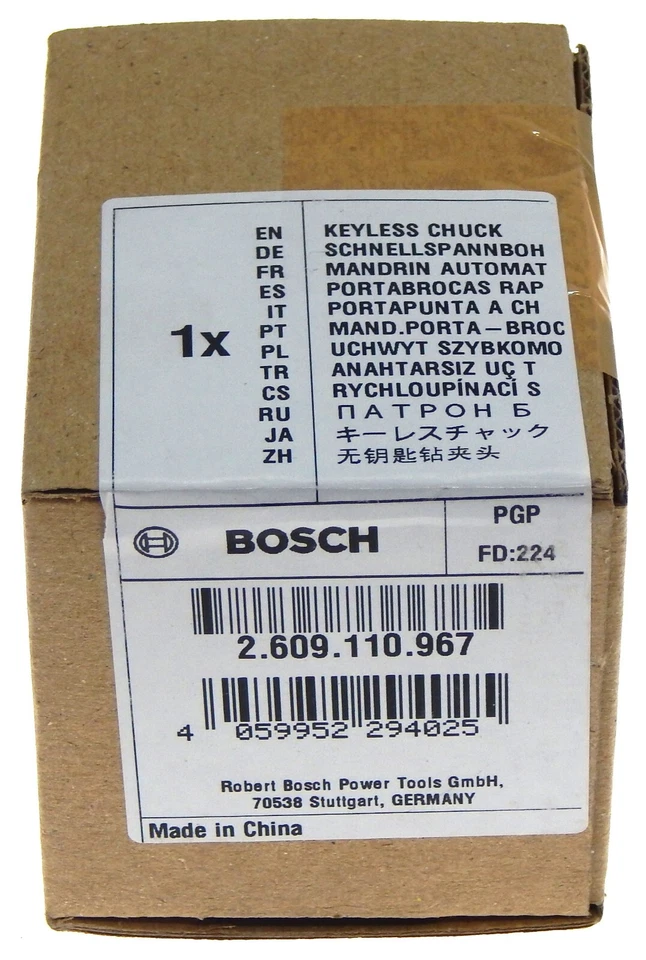 1x
EN KEYLESS CHUCK
DE SCHNELLSPANNBOH
FR MANDRIN AUTOMAT
ES PORTABROCAS RAP
IT PORTAPUNTA A CH
PT MAND.PORTA–BROC
PL UCHWYT SZYBKOMO
TR ANAHTARSIZ UÇ T
CS RYCHLOUPÍNACÍ S
RU ПАТРОН Б
JA キーレスチャック
ZH 无钥匙钻夹头
BOSCH
PGP
FD:224
2.609.110.967
4 059952 294025
Robert Bosch Power Tools GmbH,
70538 Stuttgart, GERMANY
Made in China